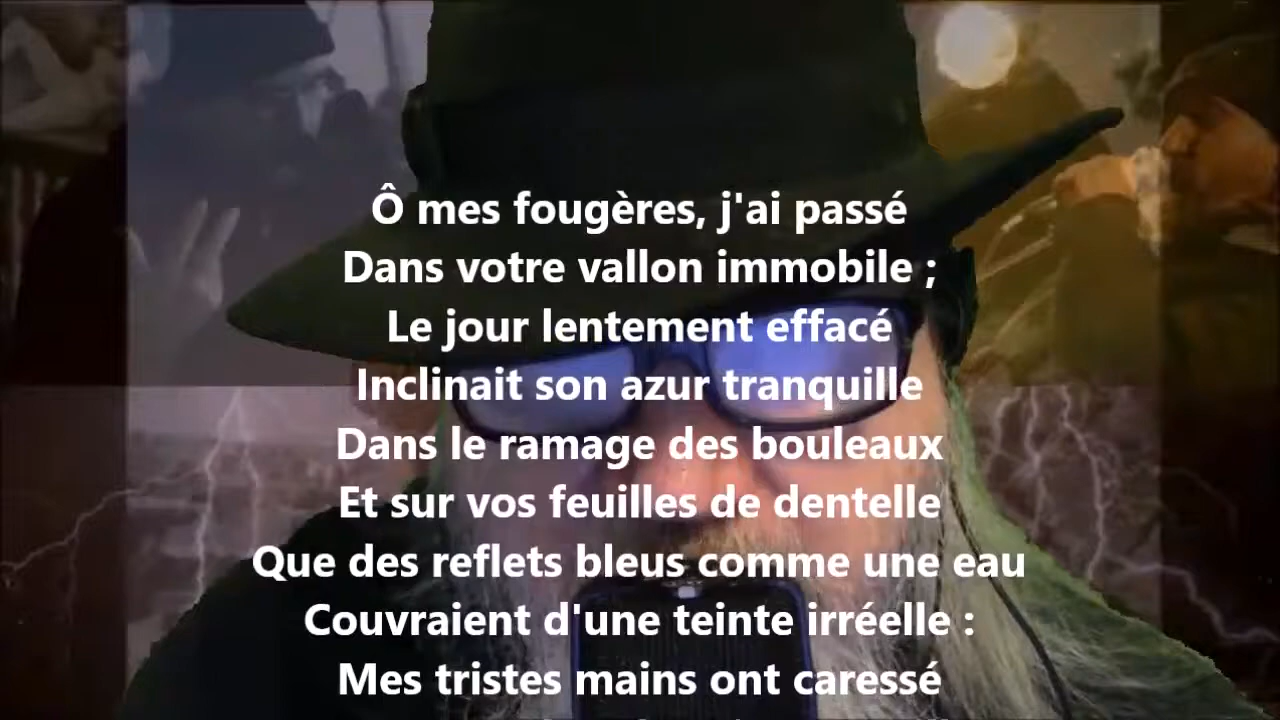 Ô mes fougères, j'ai passé
Dans votre vallon immobile ;
Le jour lentement effacé
Inclinait son azur tranquille
Dans le ramage des bouleaux
Et sur vos feuilles de dentelle
Que des reflets bleus comme une eau
Couvraient d'une teinte irréelle :
Mes tristes mains ont caressé